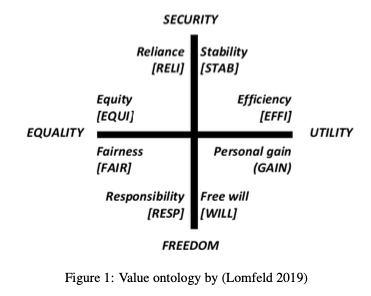 SECURITY
Reliance Stability
[RELI] [STAB]
Equity Efficiency
[EQUI] [EFFI]
EQUALITY UTILITY
Fairness Personal gain
[FAIR] (GAIN)
Responsibility Free will
[RESP] [WILL]
FREEDOM
Figure 1: Value ontology by (Lomfeld 2019)